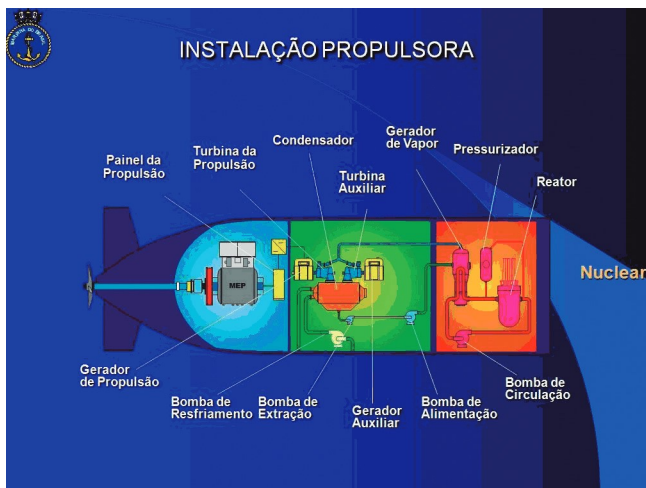 INSTALAÇÃO PROPULSORA
Painel da
Propulsão
Turbina da
Propulsão
Condensador
Turbina
Auxiliar
Gerador
de Vapor
Pressurizador
Reator
Nuclear
MEP
Gerador
de Propulsão
Bomba de
Resfriamento
Bomba de
Extração
Gerador
Auxiliar
Bomba de
Alimentação
Bomba de
Circulação